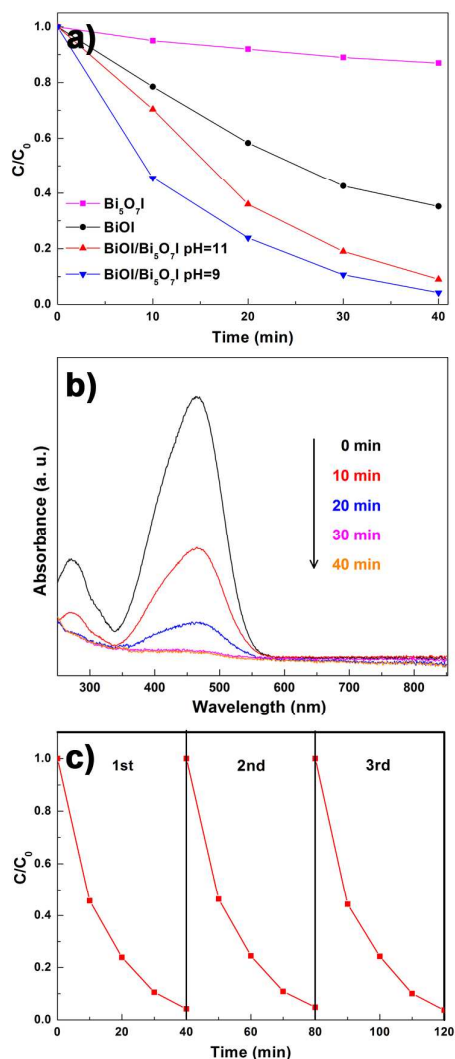 a)
1.0
0.8
0.6
0.4
0.2
0.0
C/C₀
Bi₅O₇I
BiOI
BiOI/Bi₅O₇I pH=11
BiOI/Bi₅O₇I pH=9
0 10 20 30 40
Time (min)
b)
Absorbance (a. u.)
0 min
10 min
20 min
30 min
40 min
300 400 500 600 700 800
Wavelength (nm)
c)
1st 2nd 3rd
1.0
0.8
0.6
0.4
0.2
0.0
C/C₀
0 20 40 60 80 100 120
Time (min)